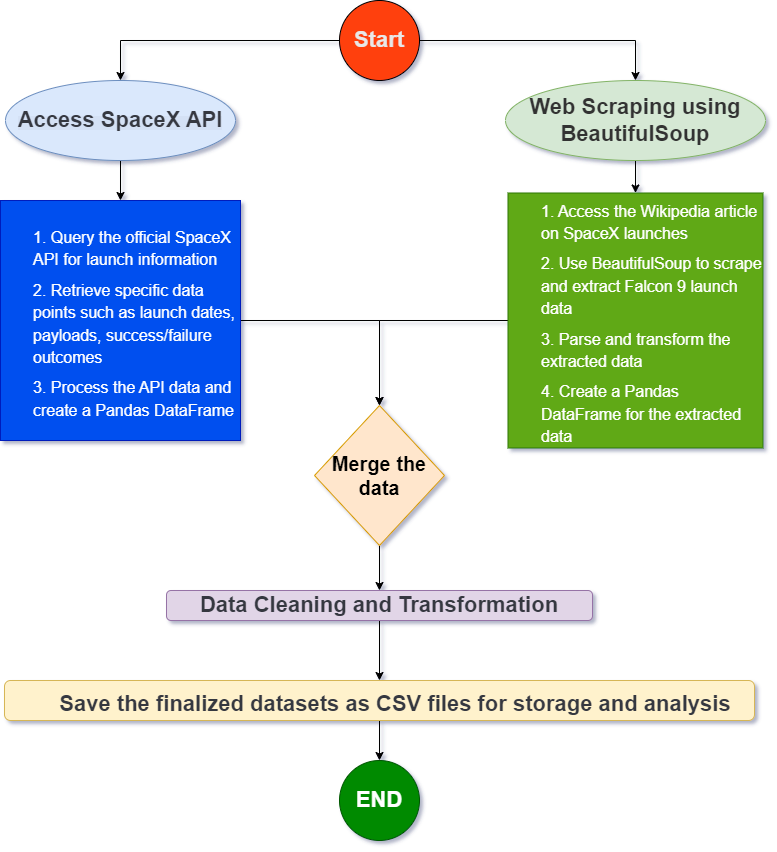 Start
Access SpaceX API
Web Scraping using
BeautifulSoup
1. Query the official SpaceX
API for launch information
2. Retrieve specific data
points such as launch dates,
payloads, success/failure
outcomes
3. Process the API data and
create a Pandas DataFrame
1. Access the Wikipedia article
on SpaceX launches
2. Use BeautifulSoup to scrape
and extract Falcon 9 launch
data
3. Parse and transform the
extracted data
4. Create a Pandas
DataFrame for the extracted
data
Merge the
data
Data Cleaning and Transformation
Save the finalized datasets as CSV files for storage and analysis
END